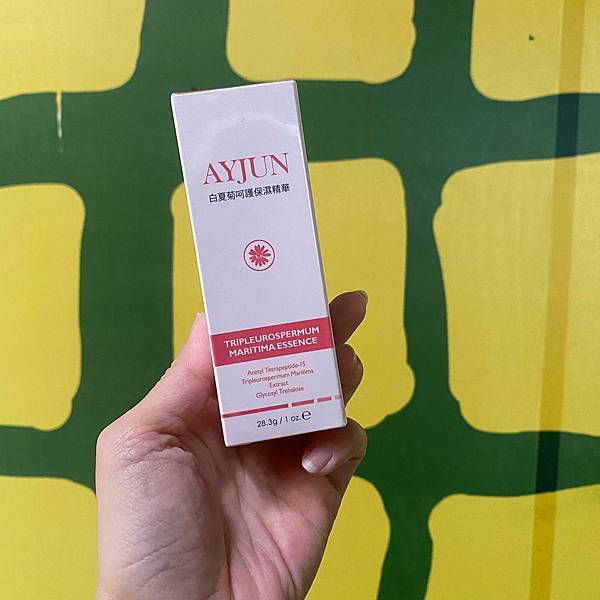 AYJUN
白夏菊呵護保濕精華
TRIPLEUROSPERMUM
MARITIMA ESSENCE
Acetyl Tetrapeptide-15
Tripleurospermum Maritima
Extract
Glycosyl Trehalose
28.3g / 1 oz. ℮